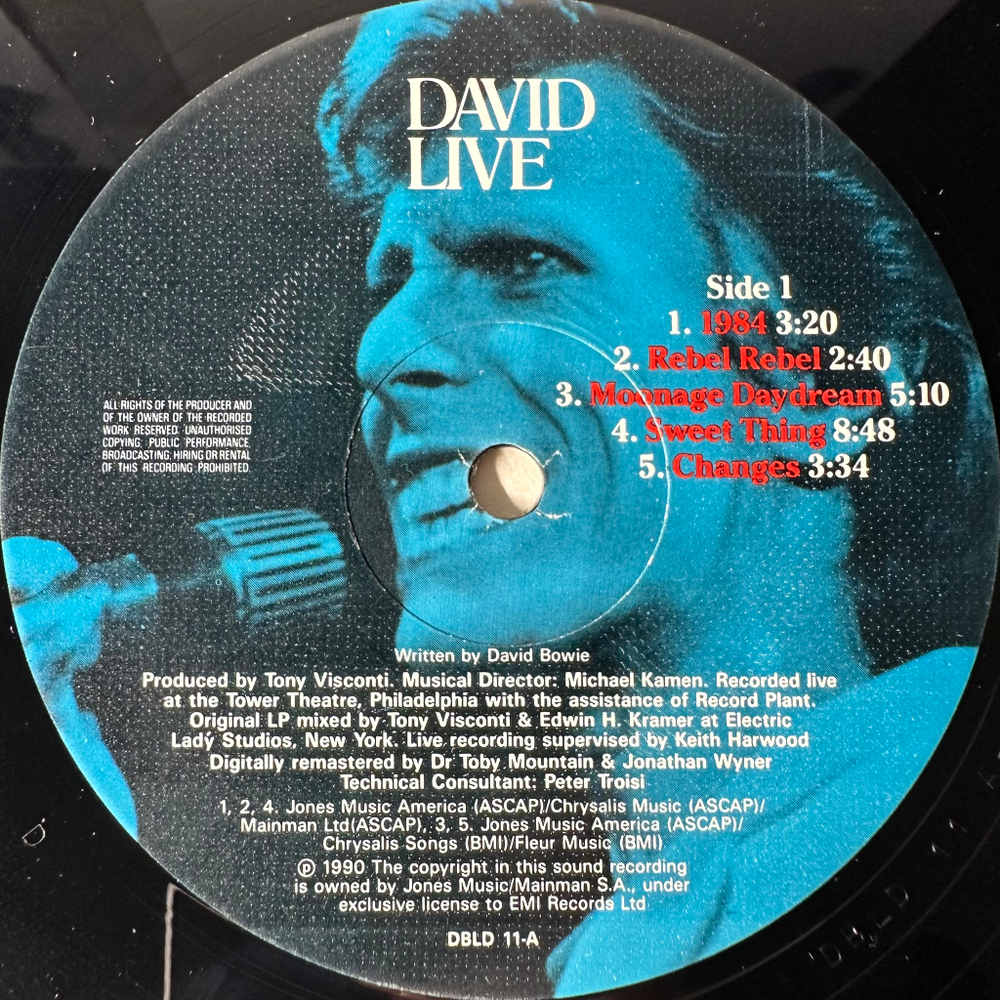 DAVID
LIVE
Side 1
1. 1984 3:20
2. Rebel Rebel 2:40
3. Moonage Daydream 5:10
4. Sweet Thing 8:48
5. Changes 3:34
ALL RIGHTS OF THE PRODUCER AND
OF THE OWNER OF THE RECORDED
WORK RESERVED. UNAUTHORISED
COPYING, PUBLIC PERFORMANCE,
BROADCASTING, HIRING OR RENTAL
OF THIS RECORDING PROHIBITED.
Written by David Bowie
Produced by Tony Visconti. Musical Director: Michael Kamen. Recorded live
at the Tower Theatre, Philadelphia with the assistance of Record Plant.
Original LP mixed by Tony Visconti & Edwin H. Kramer at Electric
Lady Studios, New York. Live recording supervised by Keith Harwood
Digitally remastered by Dr Toby Mountain & Jonathan Wyner
Technical Consultant: Peter Troisi
1, 2, 4. Jones Music America (ASCAP)/Chrysalis Music (ASCAP)/
Mainman Ltd(ASCAP), 3, 5. Jones Music America (ASCAP)/
Chrysalis Songs (BMI)/Fleur Music (BMI)
℗ 1990 The copyright in this sound recording
is owned by Jones Music/Mainman S.A., under
exclusive license to EMI Records Ltd
DBLD 11-A